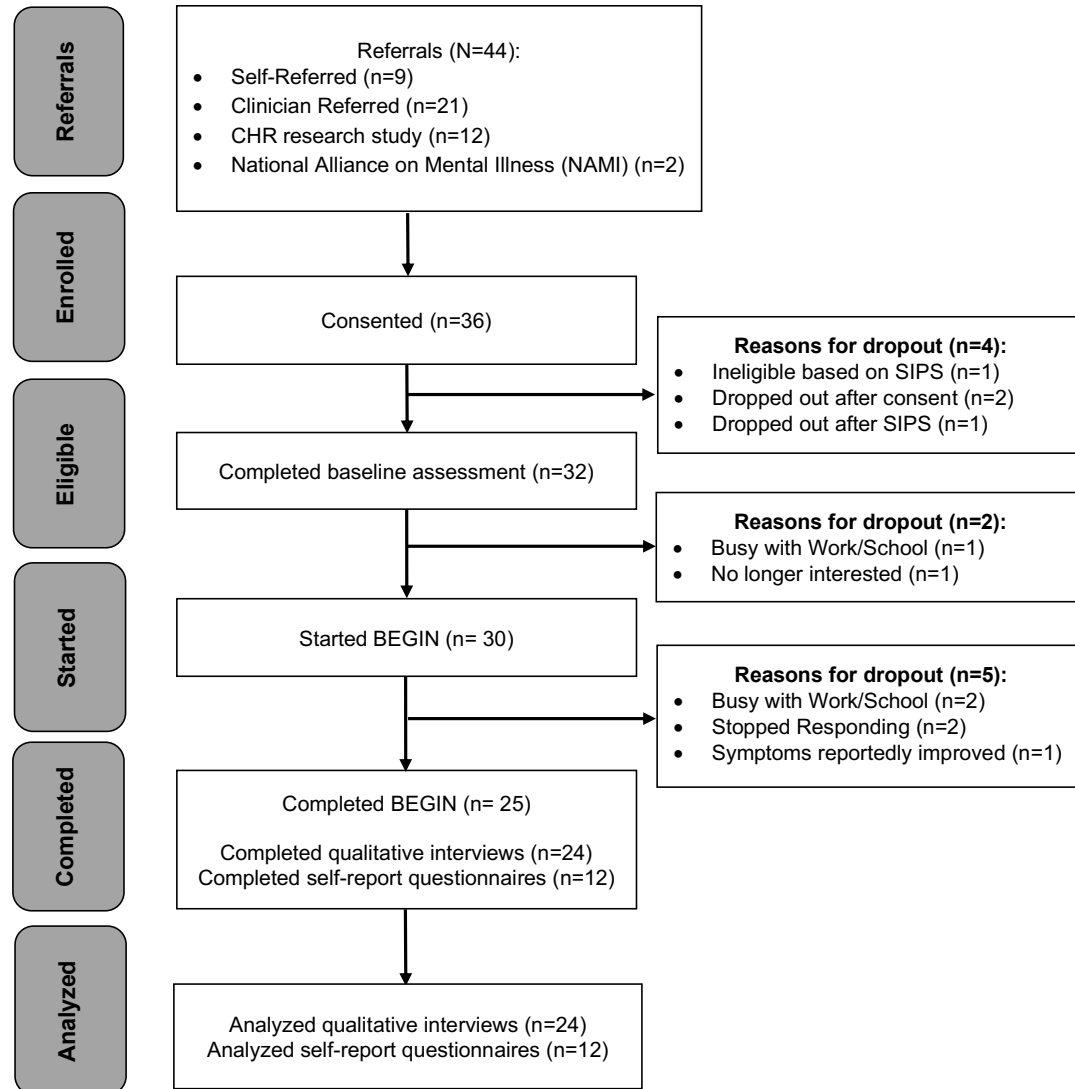 Referrals
Referrals (N=44):
• Self-Referred (n=9)
• Clinician Referred (n=21)
• CHR research study (n=12)
• National Alliance on Mental Illness (NAMI) (n=2)
Enrolled
Consented (n=36)
Reasons for dropout (n=4):
• Ineligible based on SIPS (n=1)
• Dropped out after consent (n=2)
• Dropped out after SIPS (n=1)
Eligible
Completed baseline assessment (n=32)
Reasons for dropout (n=2):
• Busy with Work/School (n=1)
• No longer interested (n=1)
Started
Started BEGIN (n= 30)
Reasons for dropout (n=5):
• Busy with Work/School (n=2)
• Stopped Responding (n=2)
• Symptoms reportedly improved (n=1)
Completed
Completed BEGIN (n= 25)
Completed qualitative interviews (n=24)
Completed self-report questionnaires (n=12)
Analyzed
Analyzed qualitative interviews (n=24)
Analyzed self-report questionnaires (n=12)